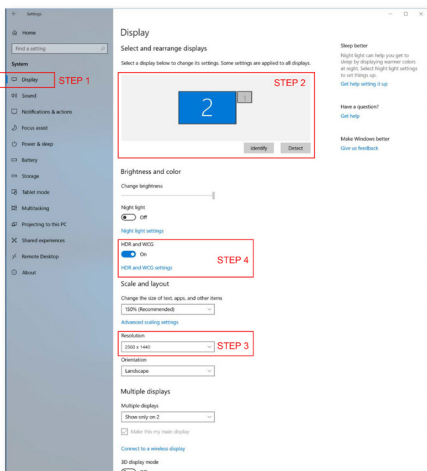 Settings
Home
Find a setting
System
Display
STEP 1
Sound
Notifications & actions
Focus assist
Power & sleep
Battery
Storage
Tablet mode
Multitasking
Projecting to this PC
Shared experiences
Remote Desktop
About
Display
Select and rearrange displays
Select a display below to change its settings. Some settings are applied to all displays.
STEP 2
2
1
Identify
Detect
Brightness and color
Change brightness
Night light
Off
Night light settings
HDR and WCG
On
STEP 4
HDR and WCG settings
Scale and layout
Change the size of text, apps, and other items
150% (Recommended)
Advanced scaling settings
Resolution
2560 x 1440
STEP 3
Orientation
Landscape
Multiple displays
Multiple displays
Show only on 2
Make this my main display
Connect to a wireless display
3D display mode
Off
Sleep better
Night light can help you get to
sleep by displaying warmer colors
at night. Select Night light settings
to set things up.
Get help setting it up
Have a question?
Get help
Make Windows better
Give us feedback